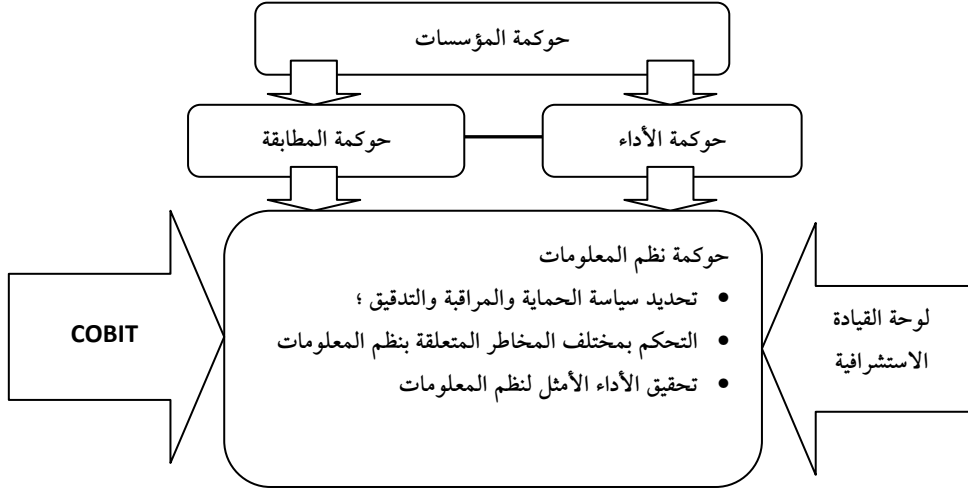 حوكمة المؤسسات
حوكمة الأداء
حوكمة المطابقة
حوكمة نظم المعلومات
• تحديد سياسة الحماية والمراقبة والتدقيق ؛
• التحكم بمختلف المخاطر المتعلقة بنظم المعلومات
• تحقيق الأداء الأمثل لنظم المعلومات
لوحة القيادة
الاستشرافية
COBIT